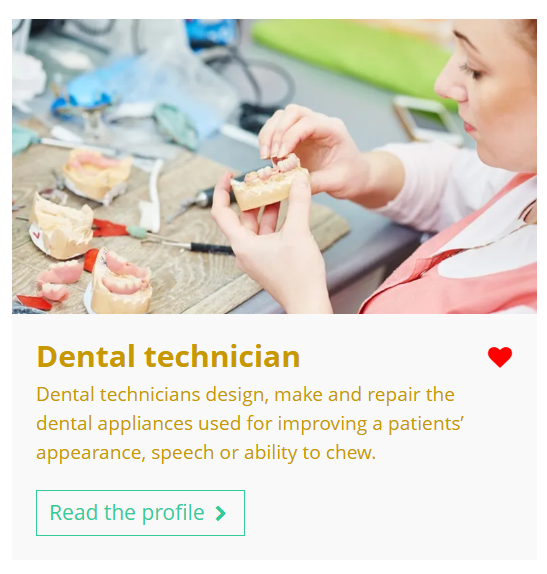 Dental technician
Dental technicians design, make and repair the
dental appliances used for improving a patients’
appearance, speech or ability to chew.
Read the profile